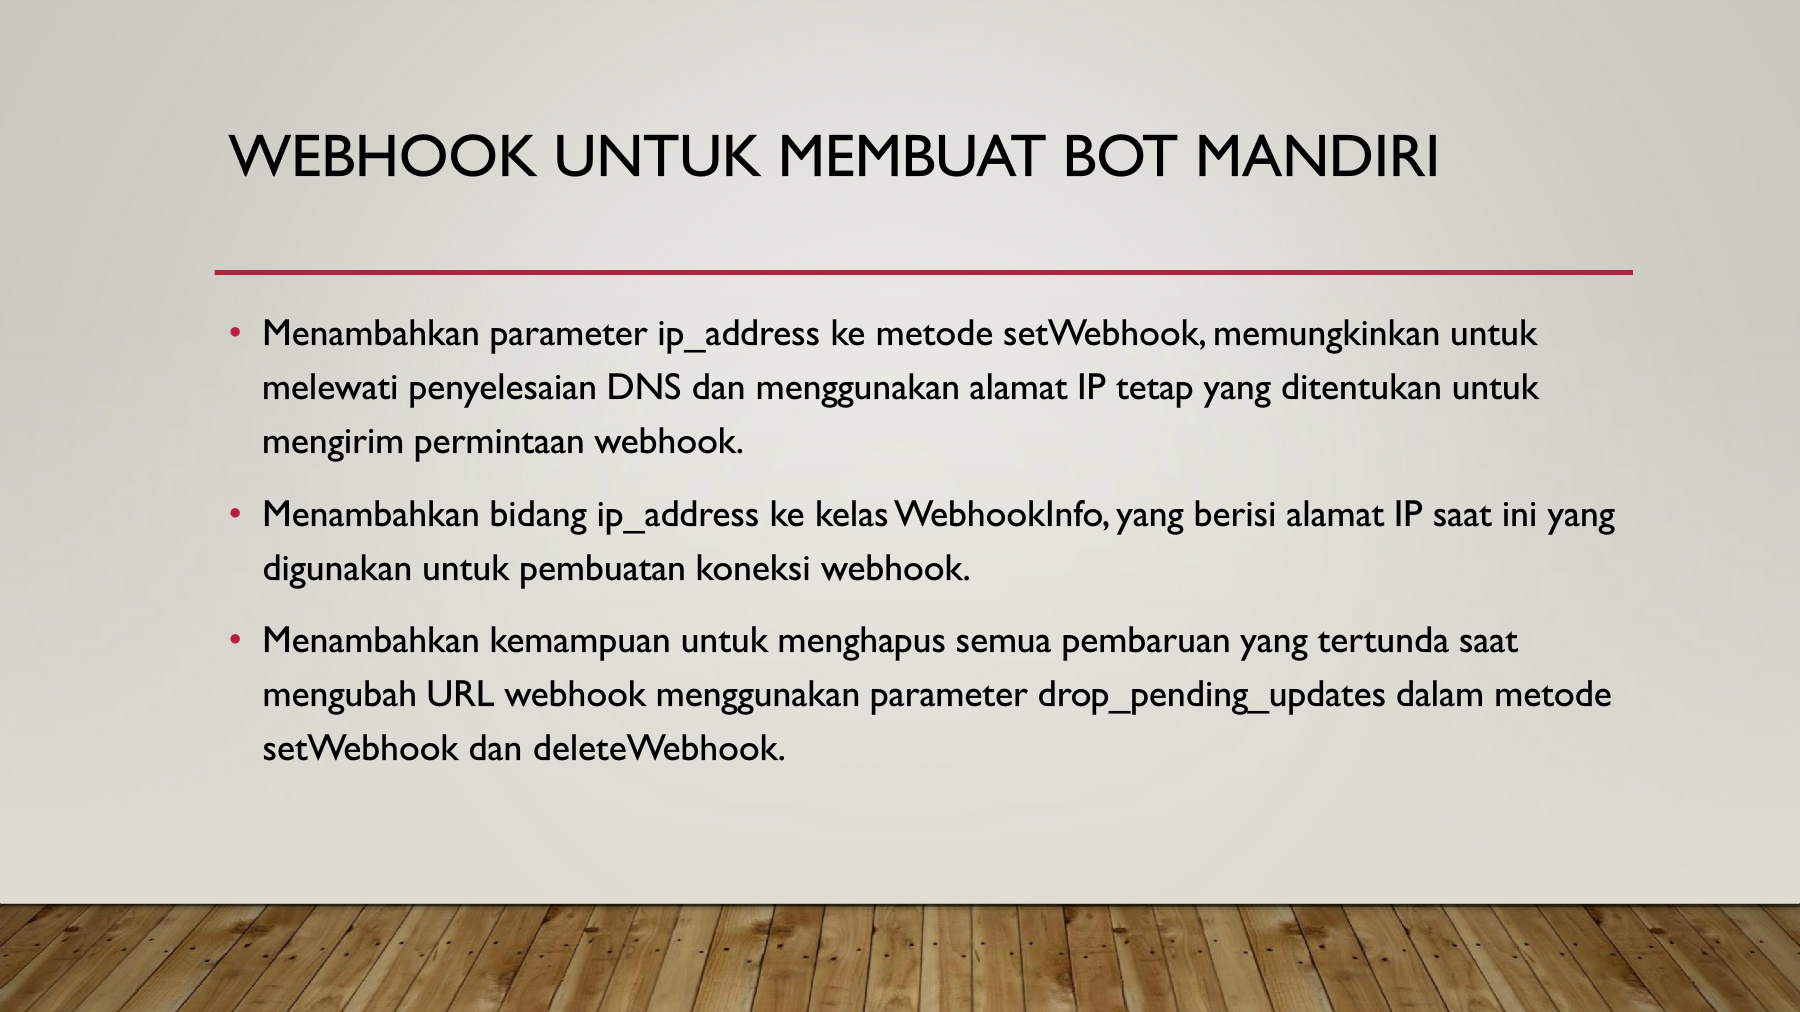 WEBHOOK UNTUK MEMBUAT BOT MANDIRI
• Menambahkan parameter ip_address ke metode setWebhook, memungkinkan untuk
melewati penyelesaian DNS dan menggunakan alamat IP tetap yang ditentukan untuk
mengirim permintaan webhook.
• Menambahkan bidang ip_address ke kelas WebhookInfo, yang berisi alamat IP saat ini yang
digunakan untuk pembuatan koneksi webhook.
• Menambahkan kemampuan untuk menghapus semua pembaruan yang tertunda saat
mengubah URL webhook menggunakan parameter drop_pending_updates dalam metode
setWebhook dan deleteWebhook.